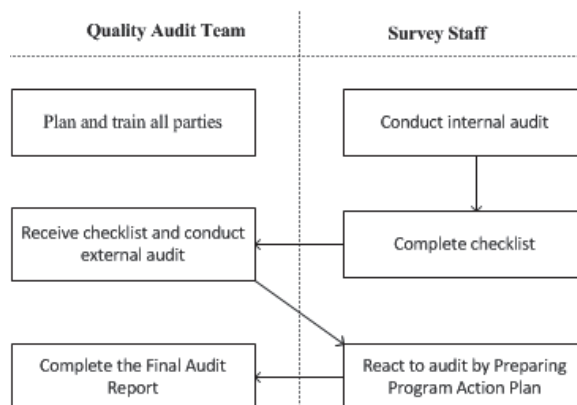 Quality Audit Team
Survey Staff
Plan and train all parties
Conduct internal audit
Receive checklist and conduct
external audit
Complete checklist
Complete the Final Audit
Report
React to audit by Preparing
Program Action Plan